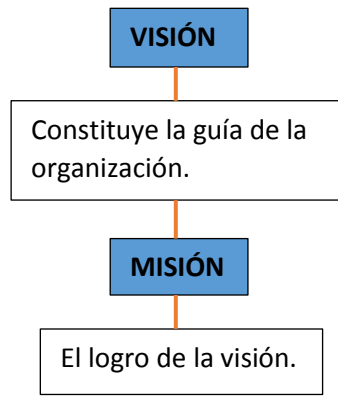 VISIÓN
Constituye la guía de la
organización.
MISIÓN
El logro de la visión.